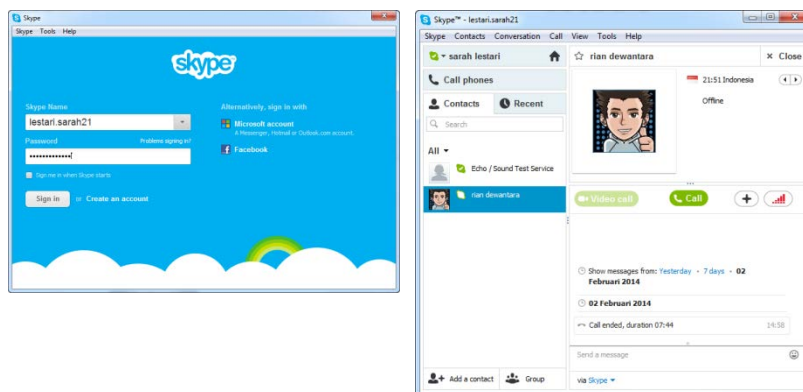 Skype
Skype Tools Help
skype
Skype Name
lestari.sarah21
Password
Problems signing in?
Sign me in when Skype starts
Sign in or Create an account
Alternatively, sign in with
Microsoft account
A Messenger, Hotmail or Outlook.com account.
Facebook
Skype™ - lestari.sarah21
Skype Contacts Conversation Call View Tools Help
sarah lestari
Call phones
Contacts Recent
Search
All
Echo / Sound Test Service
rian dewantara
Add a contact Group
rian dewantara × Close
21:51 Indonesia
Offline
Video call Call
Show messages from: Yesterday • 7 days • 02
Februari 2014
02 Februari 2014
Call ended, duration 07:44 14:58
Send a message
via Skype